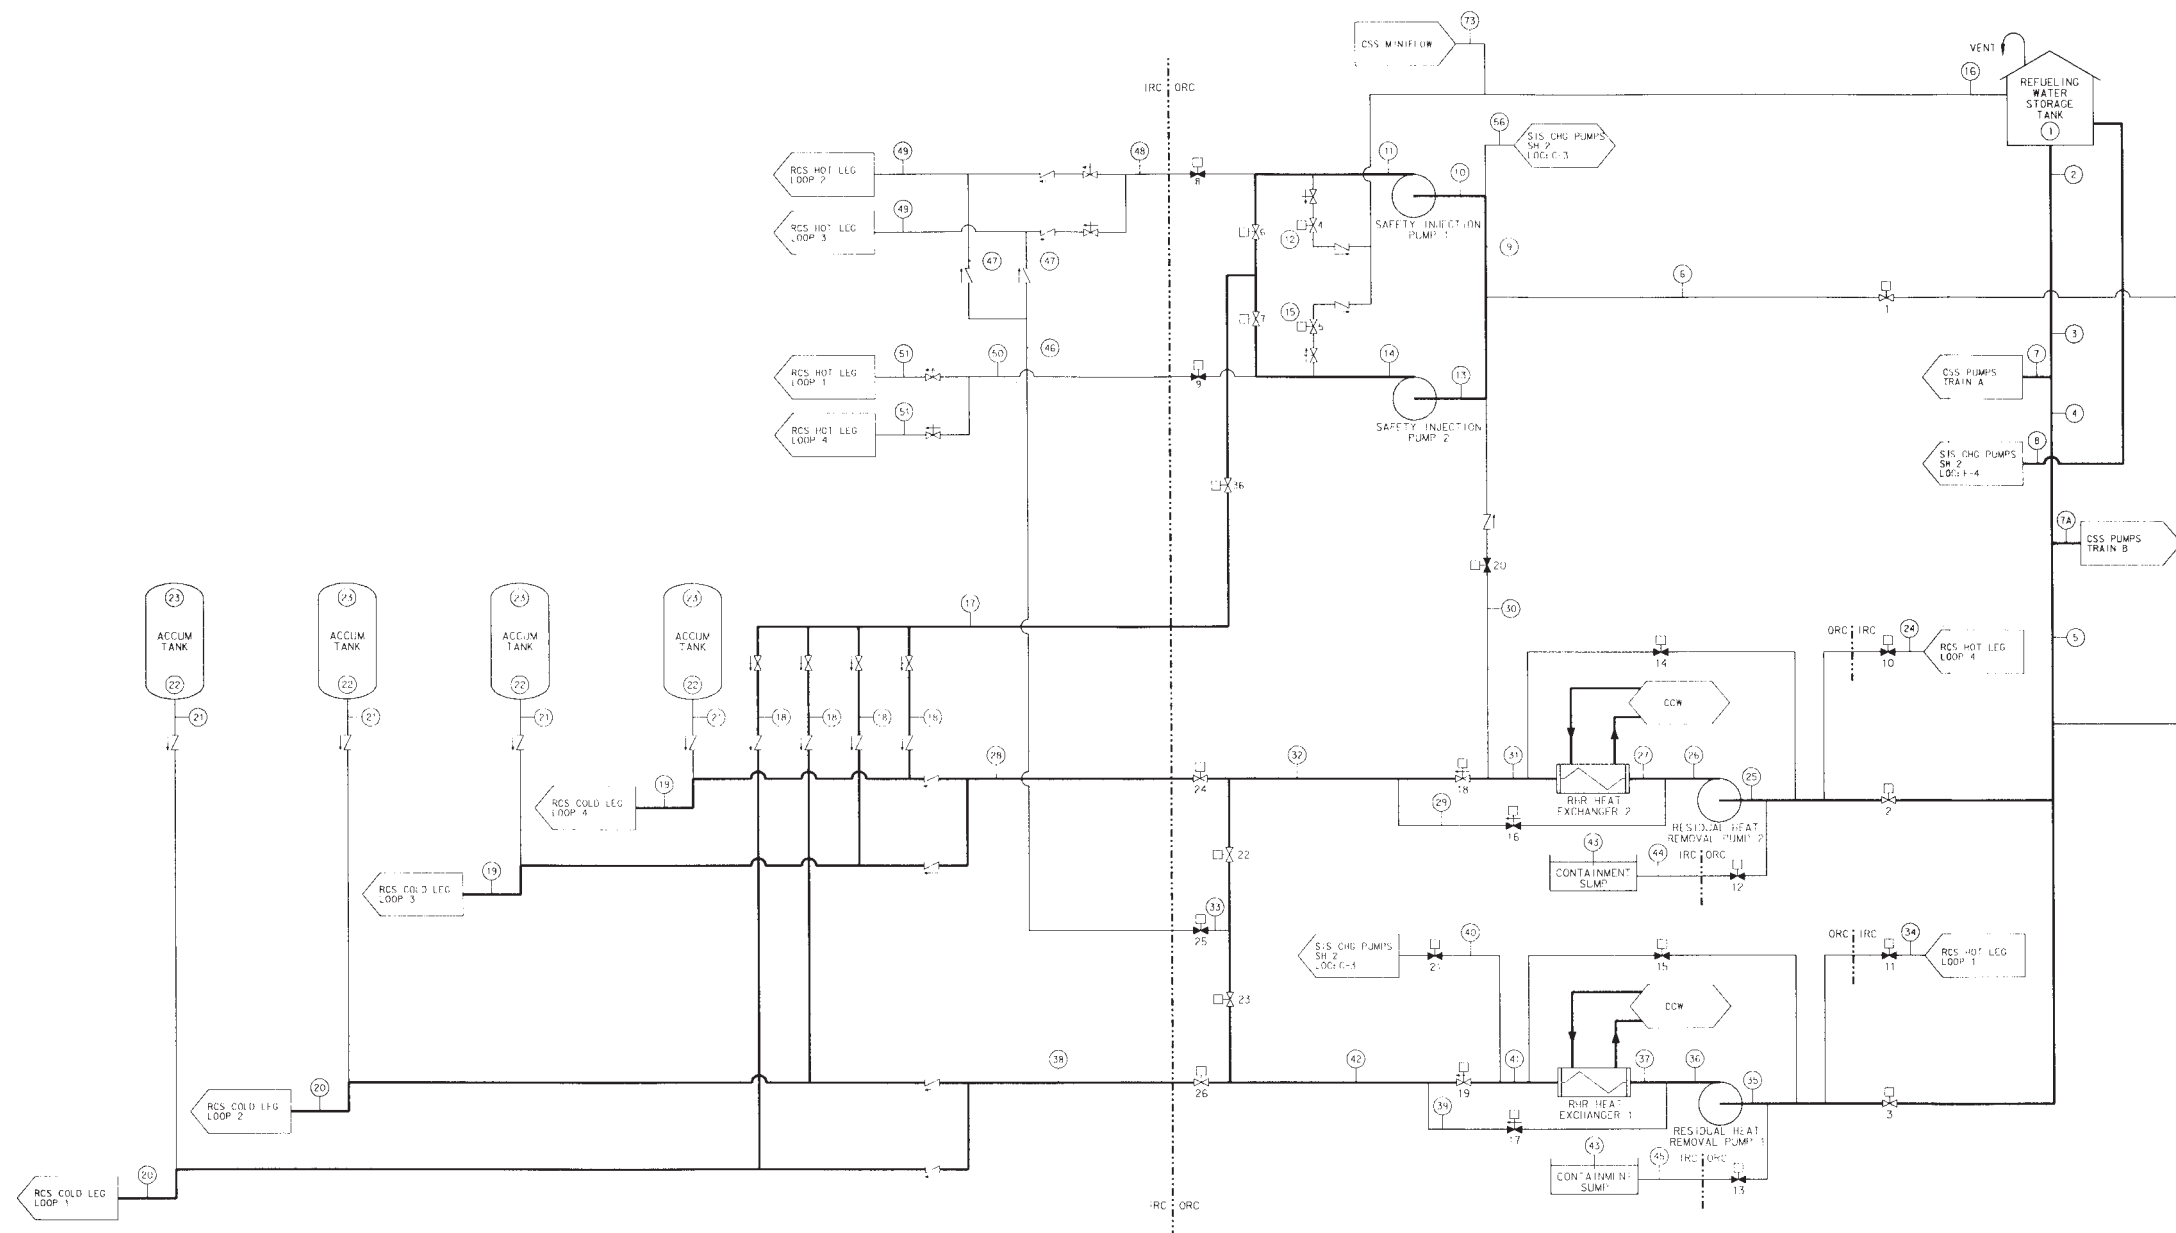 73
CSS MINIFLOW
VENT
16
REFUELING
WATER
STORAGE
TANK
1
IRC ORC
56
SIS CHG PUMPS
SH 2
LOC:C-3
49
48
11
10
2
RCS HOT LEG
LOOP 2
8
SAFETY INJECTION
PUMP 1
49
RCS HOT LEG
LOOP 3
6
4
12
9
47
47
6
1
15
7
5
3
46
51
50
14
13
7
RCS HOT LEG
LOOP 1
9
CSS PUMPS
TRAIN A
51
4
RCS HOT LEG
LOOP 4
SAFETY INJECTION
PUMP 2
8
SIS CHG PUMPS
SH 2
36
7A
CSS PUMPS
TRAIN B
20
23
23
23
23
17
30
ACCUM
TANK
ACCUM
TANK
ACCUM
TANK
ACCUM
TANK
ORC IRC
24
5
RCS HOT LEG
LOOP 4
14
10
22
22
22
22
21
21
21
21
18
18
18
18
CCW
28
32
31
27
26
25
19
24
18
RCS COLD LEG
LOOP 4
29
16
RHR HEAT
EXCHANGER 2
2
RESIDUAL HEAT
REMOVAL PUMP 2
43
44
IRC ORC
22
19
RCS COLD LEG
LOOP 3
CONTAINMENT
SUMP
12
33
25
40
SIS CHG PUMPS
SH 2
LOC:C-3
21
15
ORC IRC
34
11
RCS HOT LEG
LOOP 1
23
CCW
38
42
41
37
36
35
26
19
20
RCS COLD LEG
LOOP 2
39
17
RHR HEAT
EXCHANGER 1
3
RESIDUAL HEAT
REMOVAL PUMP 1
43
45
IRC ORC
20
RCS COLD LEG
LOOP 1
CONTAINMENT
SUMP
13
IRC ORC